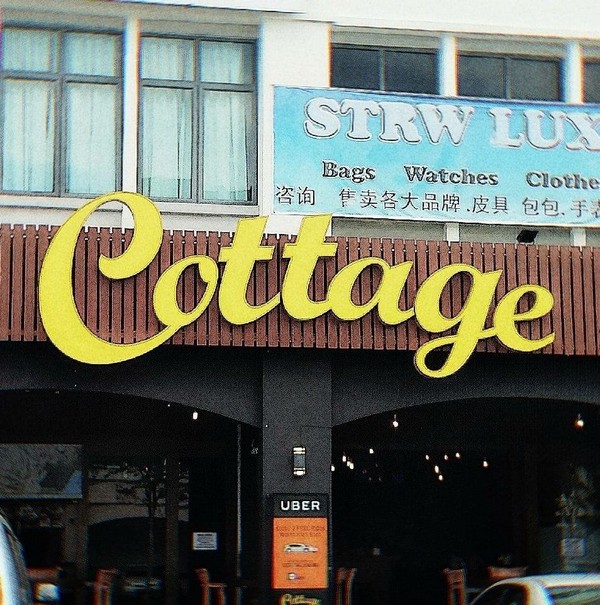 STRW LUX
Bags Watches Clothe
咨询 售卖各大品牌.皮具 包包.手表
Cottage
UBER
Cottage